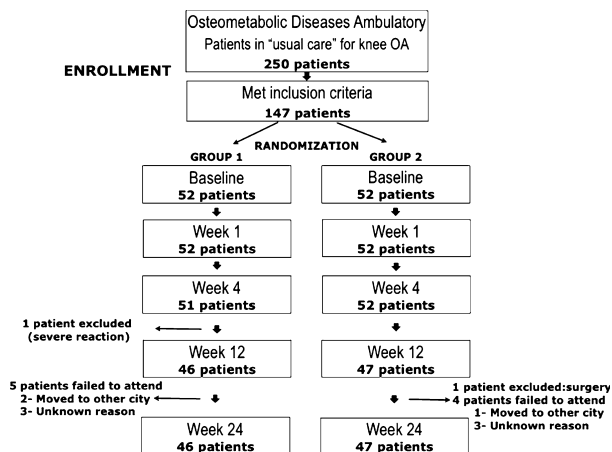 Osteometabolic Diseases Ambulatory
Patients in “usual care” for knee OA
250 patients
ENROLLMENT
Met inclusion criteria
147 patients
RANDOMIZATION
GROUP 1
GROUP 2
Baseline
52 patients
Baseline
52 patients
Week 1
52 patients
Week 1
52 patients
Week 4
51 patients
Week 4
52 patients
1 patient excluded
(severe reaction)
Week 12
46 patients
Week 12
47 patients
5 patients failed to attend
2- Moved to other city
3- Unknown reason
1 patient excluded:surgery
4 patients failed to attend
1- Moved to other city
3- Unknown reason
Week 24
46 patients
Week 24
47 patients